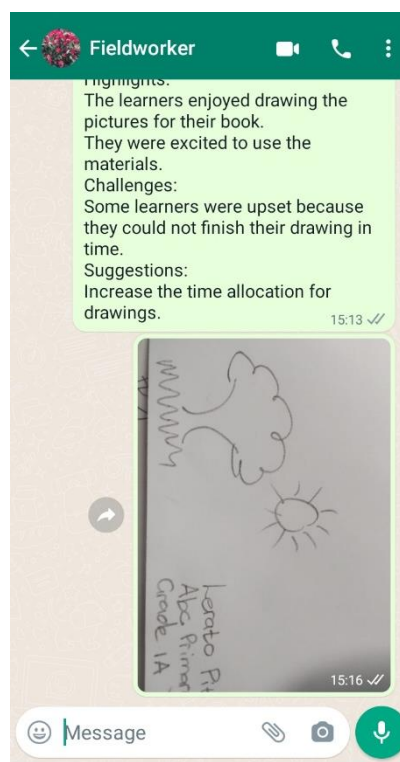 Fieldworker
Highlights:
The learners enjoyed drawing the
pictures for their book.
They were excited to use the
materials.
Challenges:
Some learners were upset because
they could not finish their drawing in
time.
Suggestions:
Increase the time allocation for
drawings.
15:13
Lerato
Abc
Grade 1A
15:16
Message